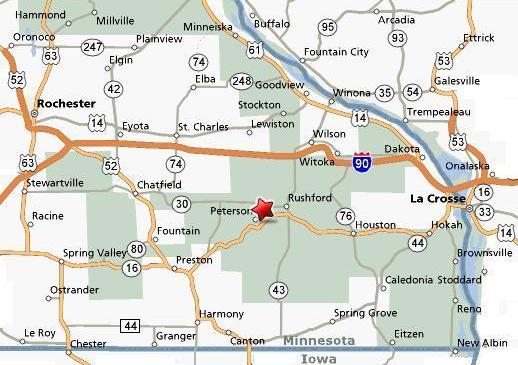 Hammond
Buffalo
Arcadia
Millville
Minneiska
95
Oronoco
Plainview
61
93
Ettrick
247
63
Elgin
Fountain City
53
74
52
Elba
248
Goodview
Galesville
42
Winona
35
54
Rochester
Stockton
Trempealeau
14
14
Eyota
St. Charles
Lewiston
53
Wilson
Dakota
63
52
74
Witoka
90
Onalaska
Stewartville
Chatfield
16
30
Rushford
La Crosse
Peterson
33
Racine
76
Fountain
Houston
Hokah
14
80
44
Spring Valley
Brownsville
16
Preston
Caledonia
Stoddard
Ostrander
43
Reno
Harmony
Spring Grove
44
Le Roy
Granger
Canton
Eitzen
Minnesota
Chester
New Albin
Iowa